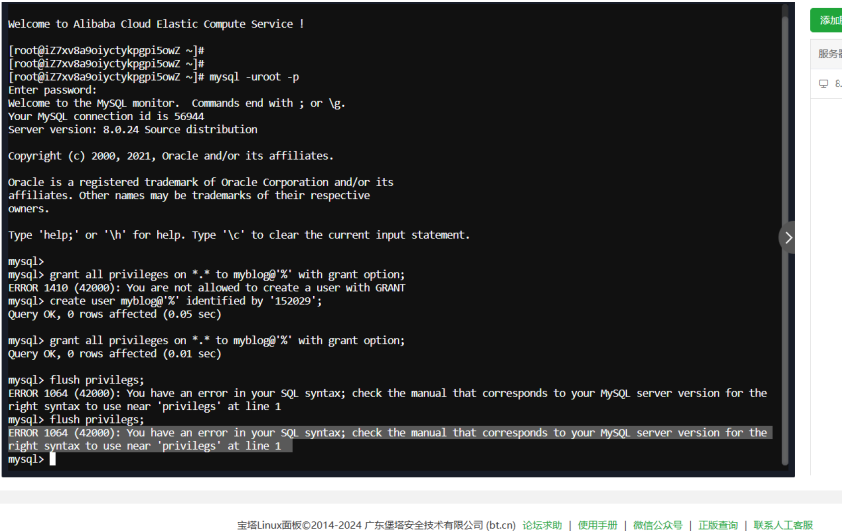 Welcome to Alibaba Cloud Elastic Compute Service !
添加
[root@iZ7xv8a9oiyctykpgpi5owZ ~]#
服务器
[root@iZ7xv8a9oiyctykpgpi5owZ ~]#
[root@iZ7xv8a9oiyctykpgpi5owZ ~]# mysql -uroot -p
8.
Enter password:
Welcome to the MySQL monitor.  Commands end with ; or \g.
Your MySQL connection id is 56944
Server version: 8.0.24 Source distribution
Copyright (c) 2000, 2021, Oracle and/or its affiliates.
Oracle is a registered trademark of Oracle Corporation and/or its
affiliates. Other names may be trademarks of their respective
owners.
Type 'help;' or '\h' for help. Type '\c' to clear the current input statement.
mysql>
mysql> grant all privileges on *.* to myblog@'%' with grant option;
ERROR 1410 (42000): You are not allowed to create a user with GRANT
mysql> create user myblog@'%' identified by '152029';
Query OK, 0 rows affected (0.05 sec)
mysql> grant all privileges on *.* to myblog@'%' with grant option;
Query OK, 0 rows affected (0.01 sec)
mysql> flush privilegs;
ERROR 1064 (42000): You have an error in your SQL syntax; check the manual that corresponds to your MySQL server version for the
right syntax to use near 'privilegs' at line 1
mysql> flush privilegs;
ERROR 1064 (42000): You have an error in your SQL syntax; check the manual that corresponds to your MySQL server version for the
right syntax to use near 'privilegs' at line 1
mysql>
宝塔Linux面板©2014-2024 广东堡塔安全技术有限公司 (bt.cn) 论坛求助 | 使用手册 | 微信公众号 | 正版查询 | 联系人工客服